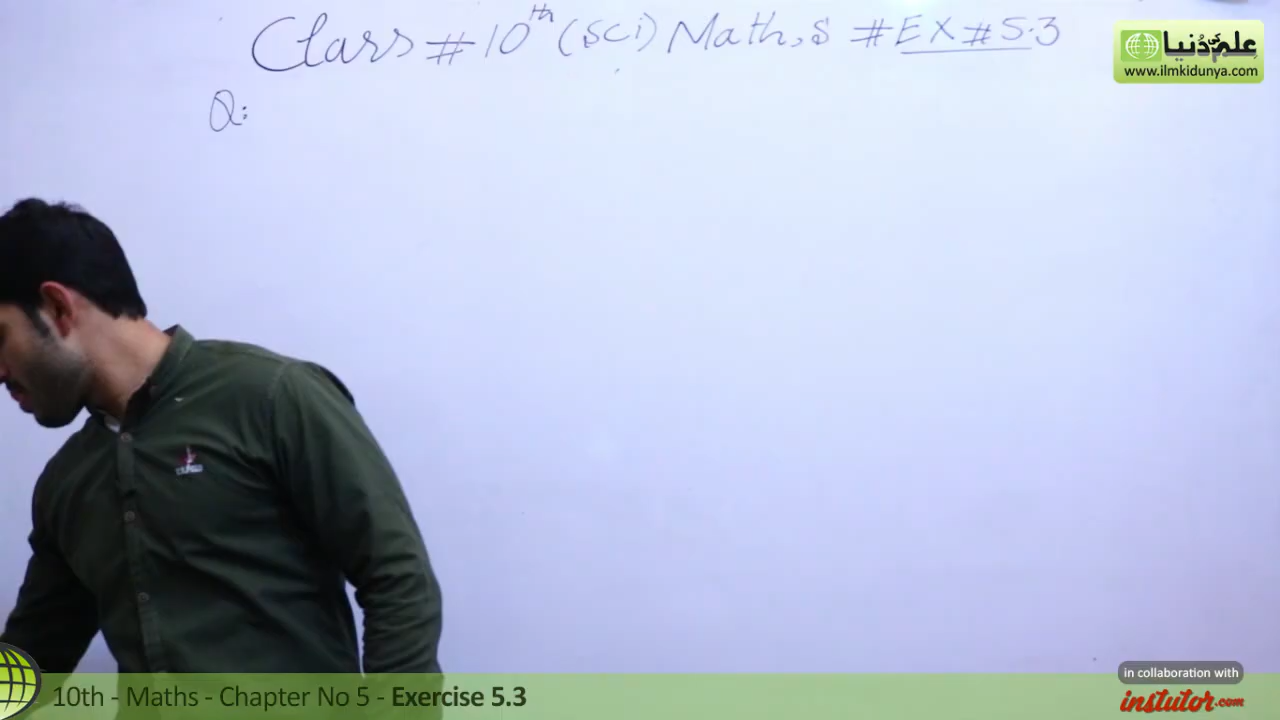 Class # 10th (Sci) Maths # EX # 5.3
Q:
علم کی دنیا
www.ilmkidunya.com
in collaboration with
instutor.com
10th - Maths - Chapter No 5 - Exercise 5.3